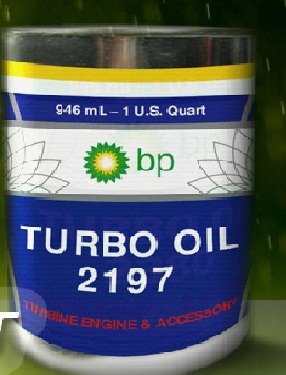 946 mL – 1 U.S. Quart
bp
TURBO OIL
2197
TURBINE ENGINE & ACCESSORY
T